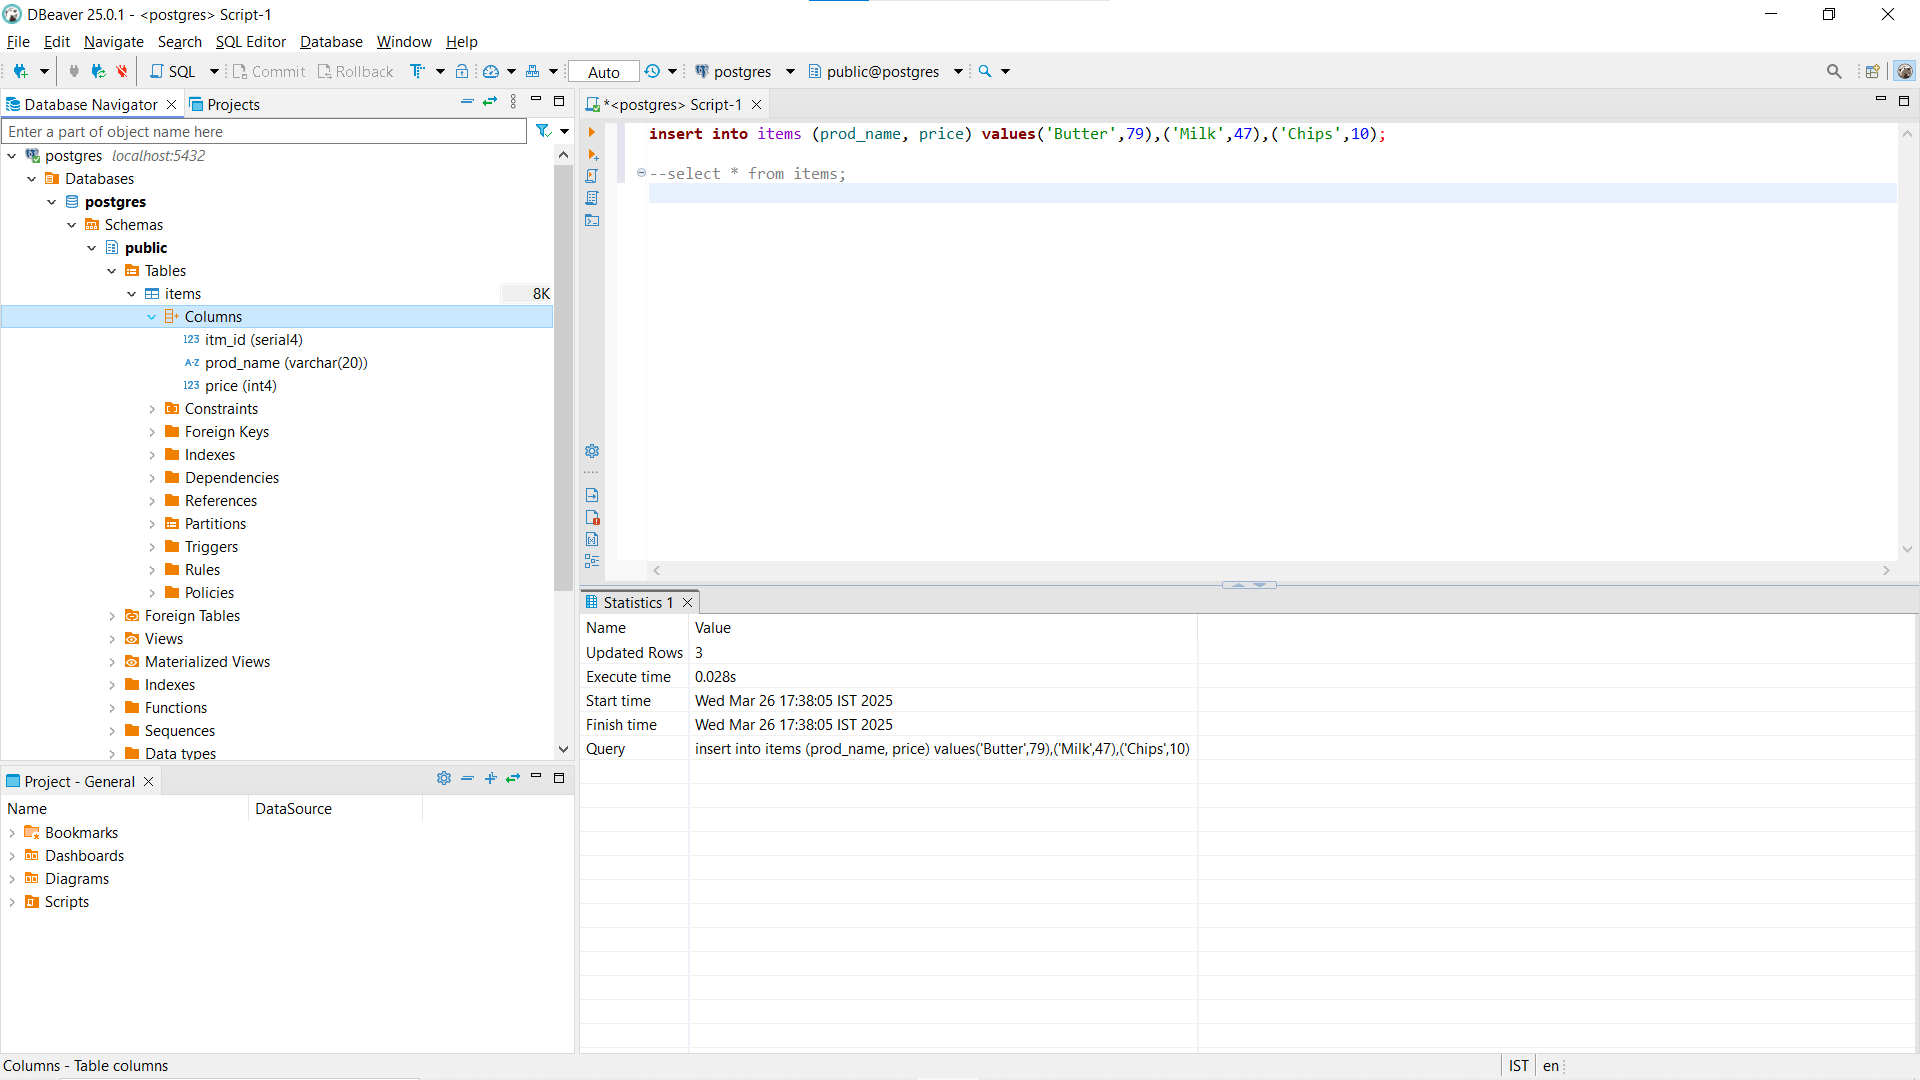 DBeaver 25.0.1 - <postgres> Script-1
File Edit Navigate Search SQL Editor Database Window Help
SQL Commit Rollback Auto postgres public@postgres
Database Navigator Projects
Enter a part of object name here
postgres localhost:5432
Databases
postgres
Schemas
public
Tables
items 8K
Columns
123 itm_id (serial4)
A-Z prod_name (varchar(20))
123 price (int4)
Constraints
Foreign Keys
Indexes
Dependencies
References
Partitions
Triggers
Rules
Policies
Foreign Tables
Views
Materialized Views
Indexes
Functions
Sequences
Data types
Project - General
Name DataSource
Bookmarks
Dashboards
Diagrams
Scripts
*<postgres> Script-1
insert into items (prod_name, price) values('Butter',79),('Milk',47),('Chips',10);
--select * from items;
Statistics 1
Name Value
Updated Rows 3
Execute time 0.028s
Start time Wed Mar 26 17:38:05 IST 2025
Finish time Wed Mar 26 17:38:05 IST 2025
Query insert into items (prod_name, price) values('Butter',79),('Milk',47),('Chips',10)
Columns - Table columns
IST en